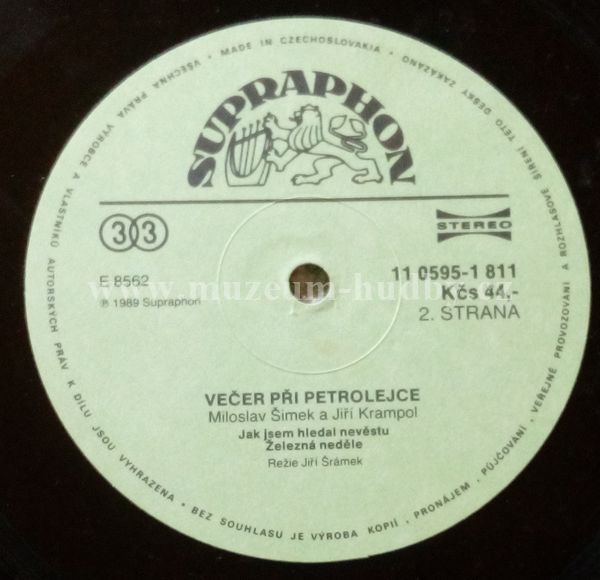 VŠECHNA PRÁVA VÝROBCE A VLASTNÍKŮ AUTORSKÝCH PRÁV K DÍLU JSOU VYHRAZENA • BEZ SOUHLASU JE VÝROBA KOPIÍ, PRONÁJEM, PŮJČOVÁNÍ, VEŘEJNÉ PROVOZOVÁNÍ A ROZHLASOVÉ ŠÍŘENÍ TÉTO DESKY ZAKÁZÁNO • MADE IN CZECHOSLOVAKIA •
SUPRAPHON
33
STEREO
E 8562
11 0595-1 811
℗ 1989 Supraphon
Kčs 44,-
2. STRANA
www.muzeum-hudby.cz
VEČER PŘI PETROLEJCE
Miloslav Šimek a Jiří Krampol
Jak jsem hledal nevěstu
Železná neděle
Režie Jiří Šrámek